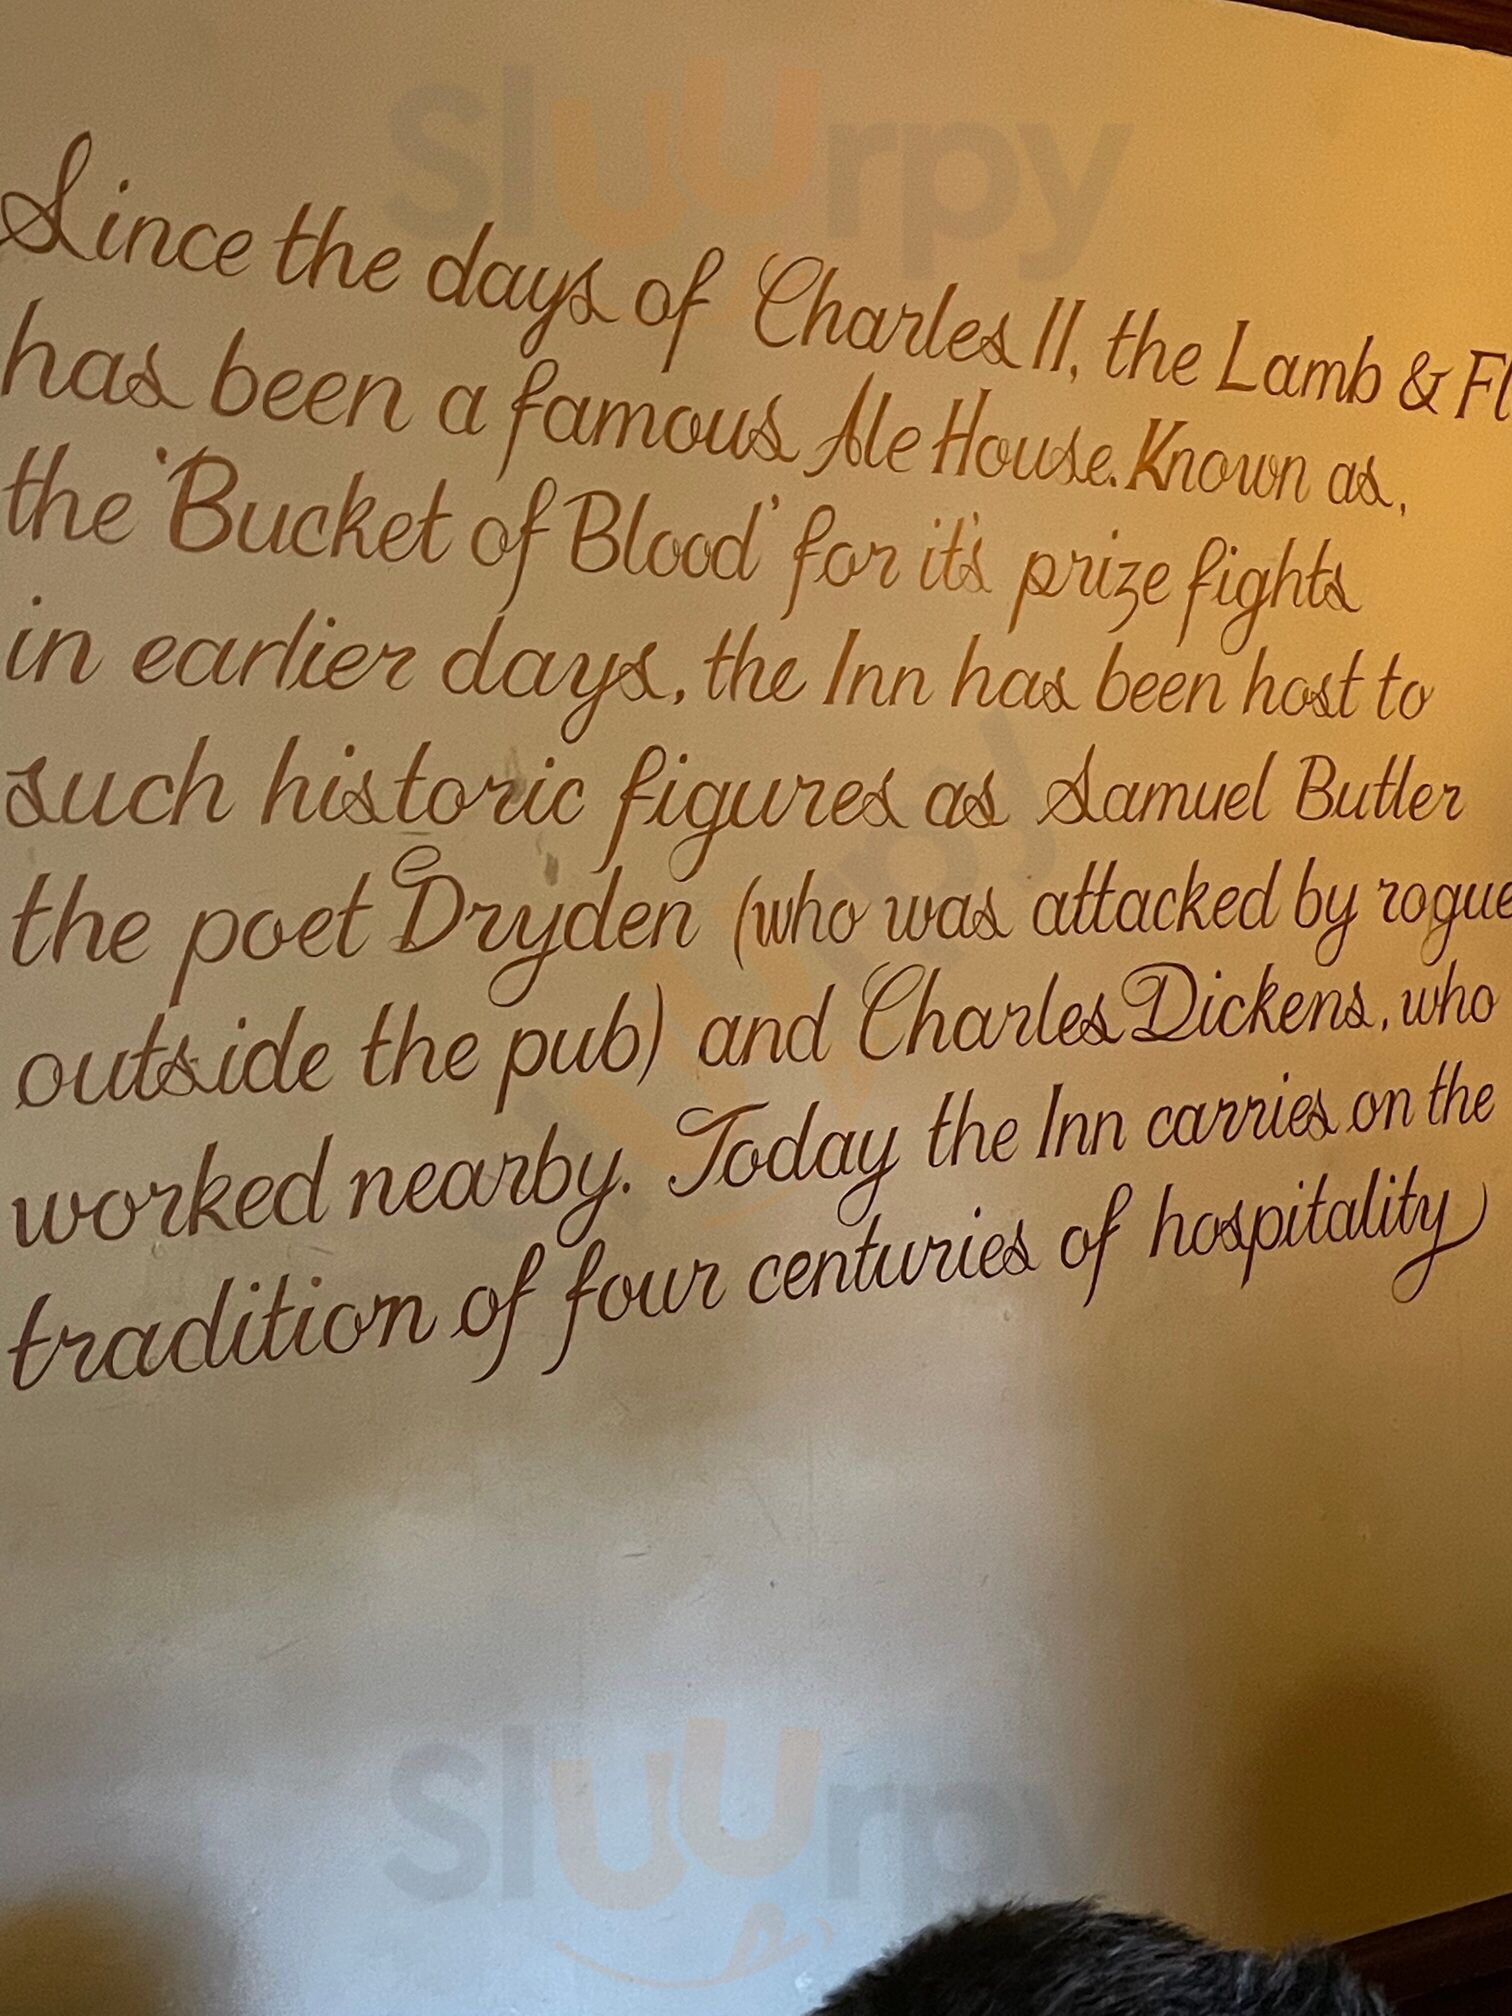 Sluurpy
Since the days of Charles II, the Lamb & Fl
has been a famous Ale House. Known as,
the 'Bucket of Blood' for it's prize fights
in earlier days, the Inn has been host to
such historic figures as Samuel Butler
the poet Dryden (who was attacked by rogue
outside the pub) and Charles Dickens, who
worked nearby. Today the Inn carries on the
tradition of four centuries of hospitality
Sluurpy